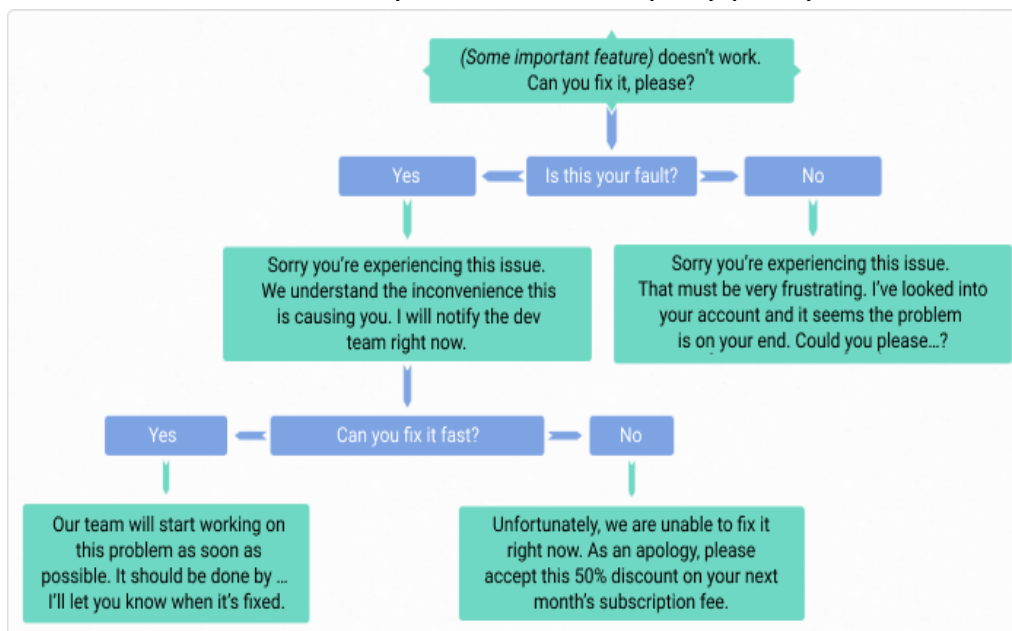 (Some important feature) doesn't work.
Can you fix it, please?
Yes
Is this your fault?
No
Sorry you're experiencing this issue.
We understand the inconvenience this
is causing you. I will notify the dev
team right now.
Sorry you're experiencing this issue.
That must be very frustrating. I've looked into
your account and it seems the problem
is on your end. Could you please...?
Yes
Can you fix it fast?
No
Our team will start working on
this problem as soon as
possible. It should be done by ...
I'll let you know when it's fixed.
Unfortunately, we are unable to fix it
right now. As an apology, please
accept this 50% discount on your next
month's subscription fee.